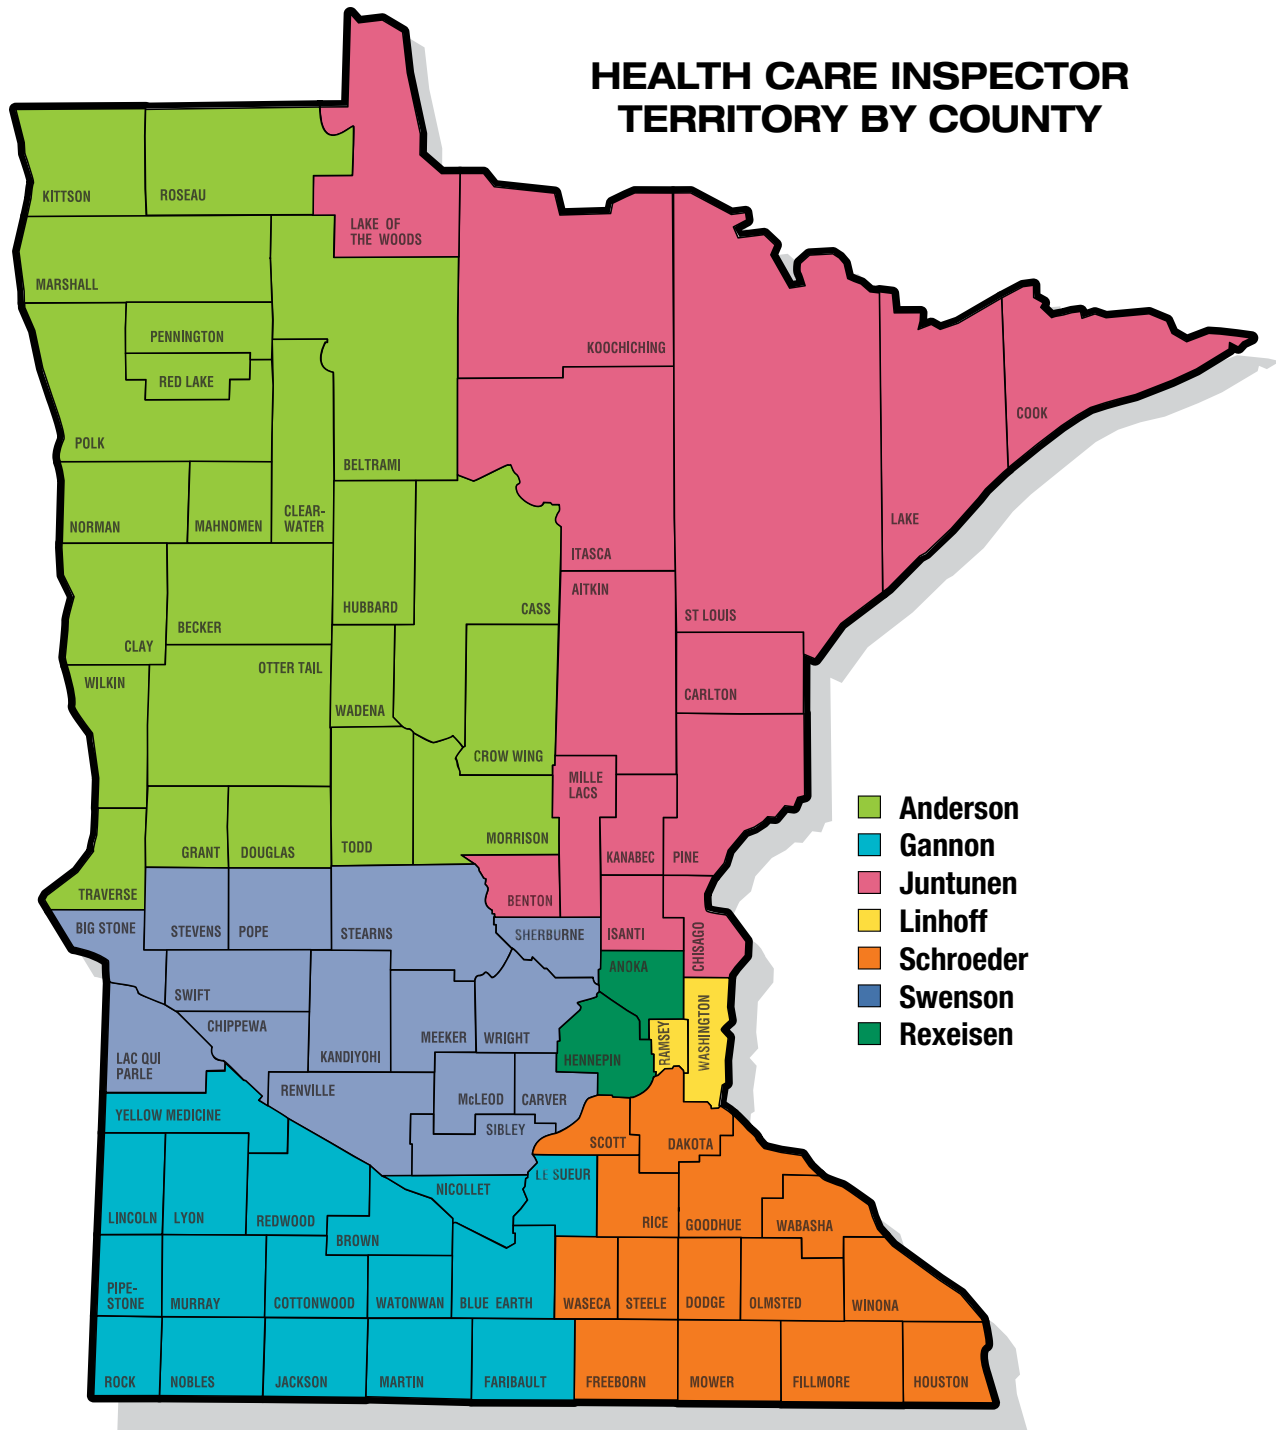 HEALTH CARE INSPECTOR
TERRITORY BY COUNTY
KITTSON
ROSEAU
LAKE OF
THE WOODS
MARSHALL
PENNINGTON
KOOCHICHING
RED LAKE
COOK
POLK
BELTRAMI
CLEAR-
WATER
NORMAN
MAHNOMEN
LAKE
ITASCA
AITKIN
HUBBARD
CASS
ST LOUIS
BECKER
CLAY
OTTER TAIL
WILKIN
CARLTON
WADENA
CROW WING
MILLE
LACS
Anderson
Gannon
Juntunen
Linhoff
Schroeder
Swenson
Rexeisen
MORRISON
GRANT
DOUGLAS
TODD
KANABEC
PINE
TRAVERSE
BENTON
BIG STONE
STEVENS
POPE
STEARNS
SHERBURNE
ISANTI
CHISAGO
ANOKA
SWIFT
CHIPPEWA
MEEKER
WRIGHT
RAMSEY
WASHINGTON
LAC QUI
PARLE
KANDIYOHI
HENNEPIN
RENVILLE
McLEOD
CARVER
YELLOW MEDICINE
SIBLEY
SCOTT
DAKOTA
LE SUEUR
NICOLLET
LINCOLN
LYON
REDWOOD
RICE
GOODHUE
WABASHA
BROWN
PIPE-
STONE
MURRAY
COTTONWOOD
WATONWAN
BLUE EARTH
WASECA
STEELE
DODGE
OLMSTED
WINONA
ROCK
NOBLES
JACKSON
MARTIN
FARIBAULT
FREEBORN
MOWER
FILLMORE
HOUSTON